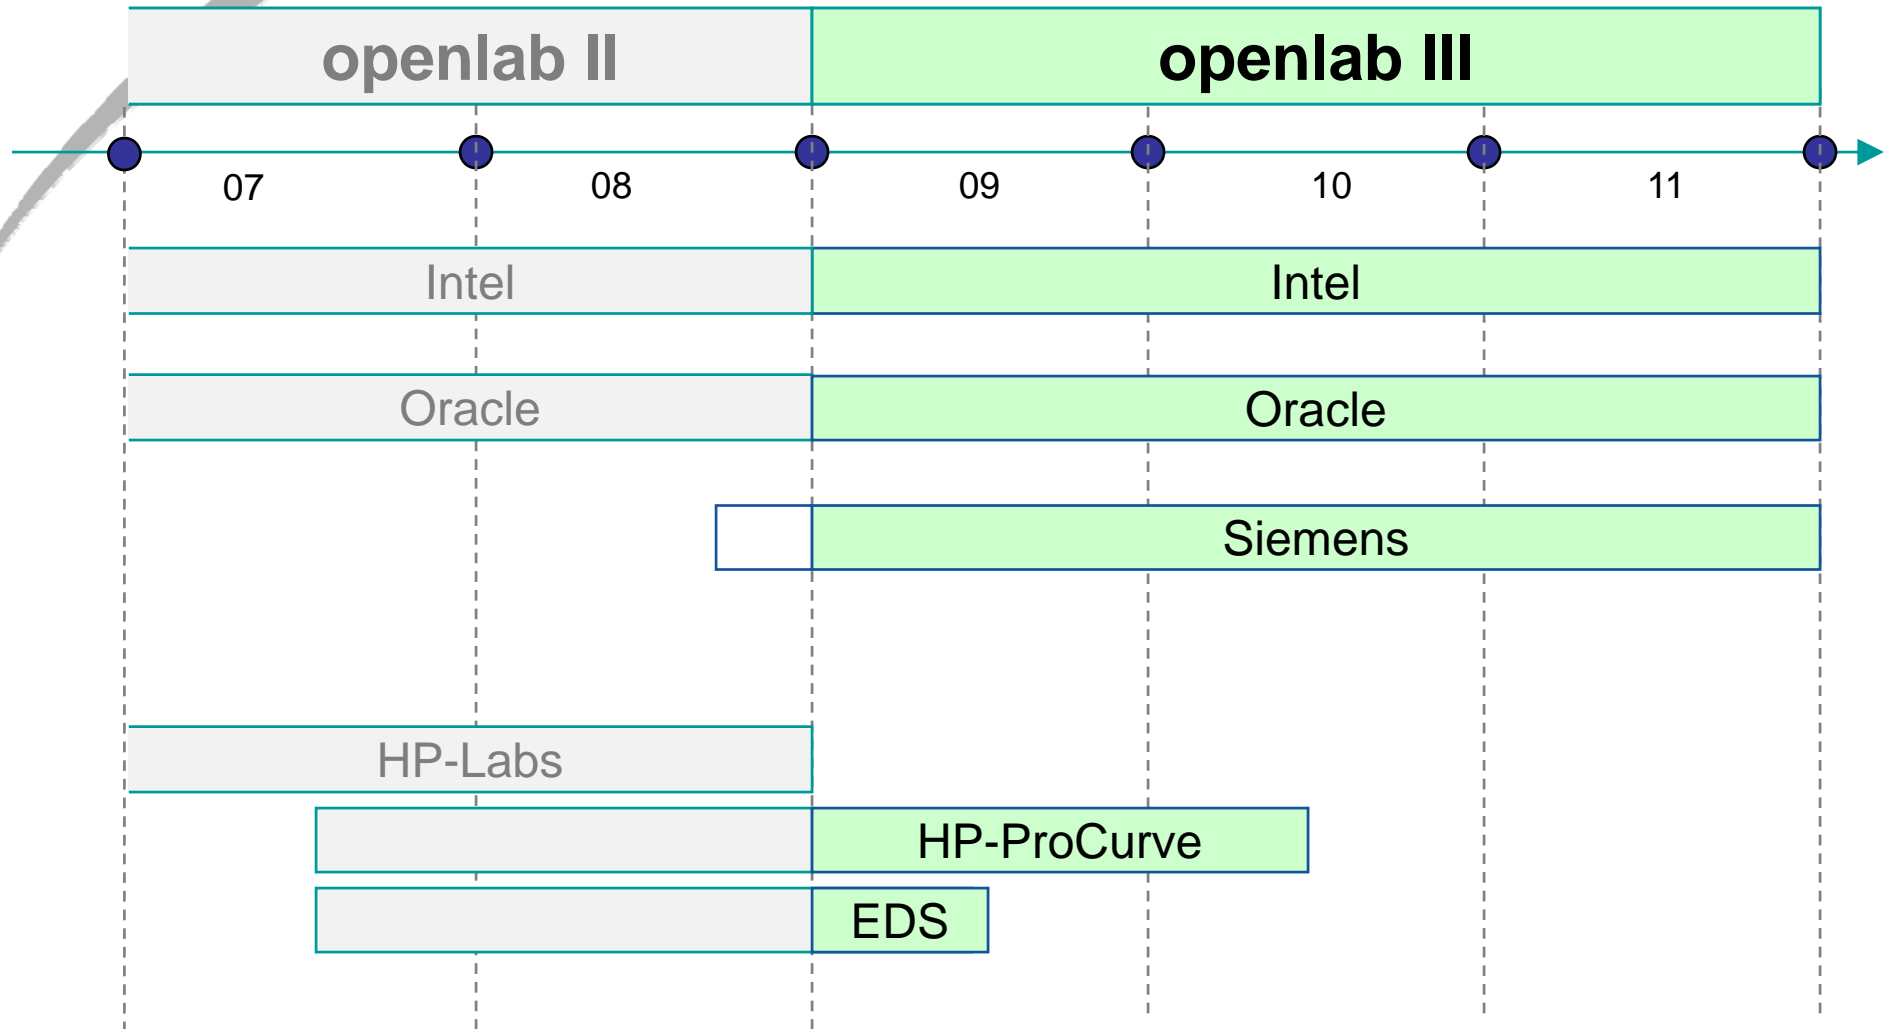 openlab II
openlab III
07
08
09
10
11
Intel
Intel
Oracle
Oracle
Siemens
HP-Labs
HP-ProCurve
EDS